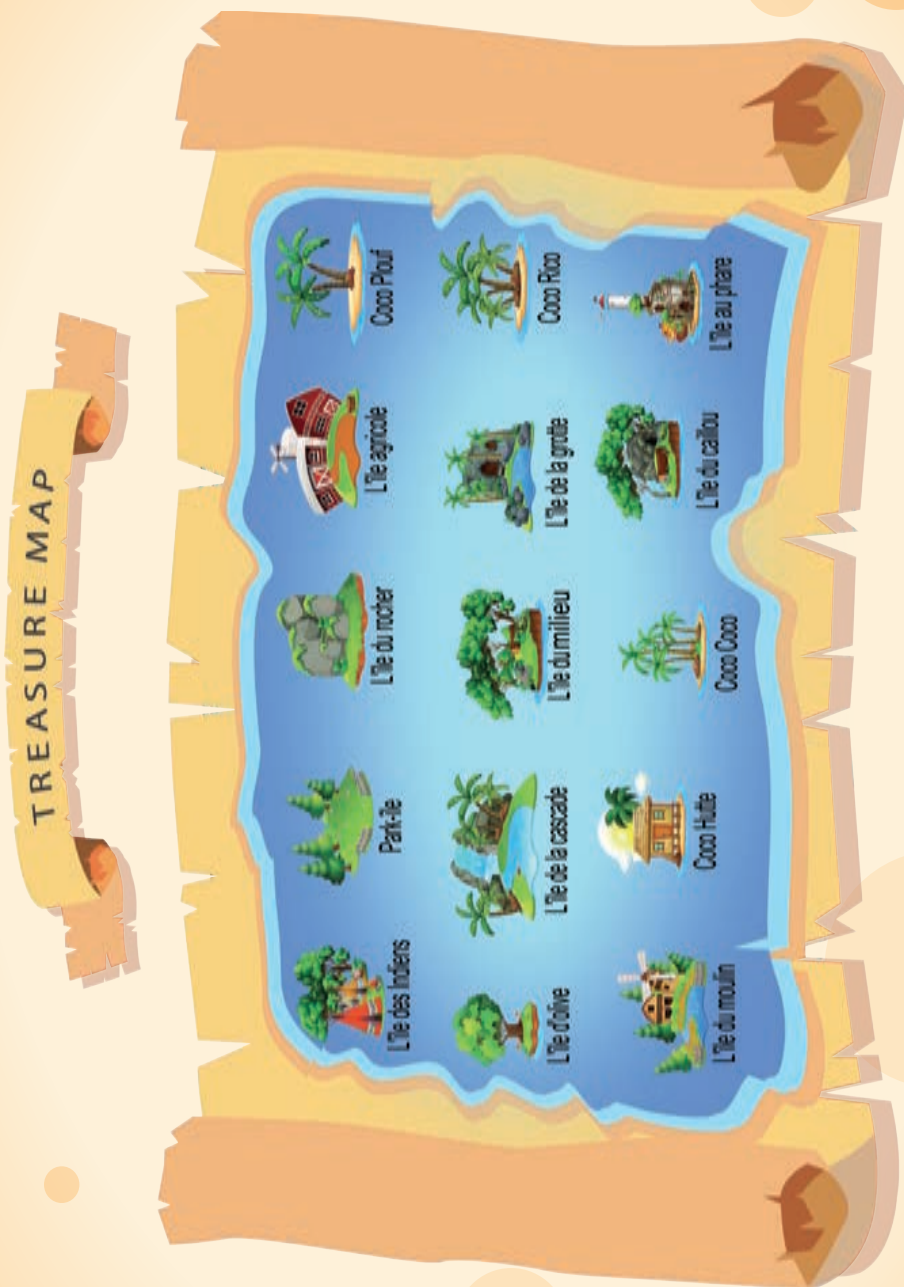 TREASURE MAP
L'île des Indiens
Park-île
L'île du rocher
L'île agricole
Coco Plouf
L'île d'olive
L'île de la cascade
L'île du milieu
L'île de la grotte
Coco Rico
L'île du moulin
Coco Hutte
Coco Coco
L'île du caillou
L'île au phare